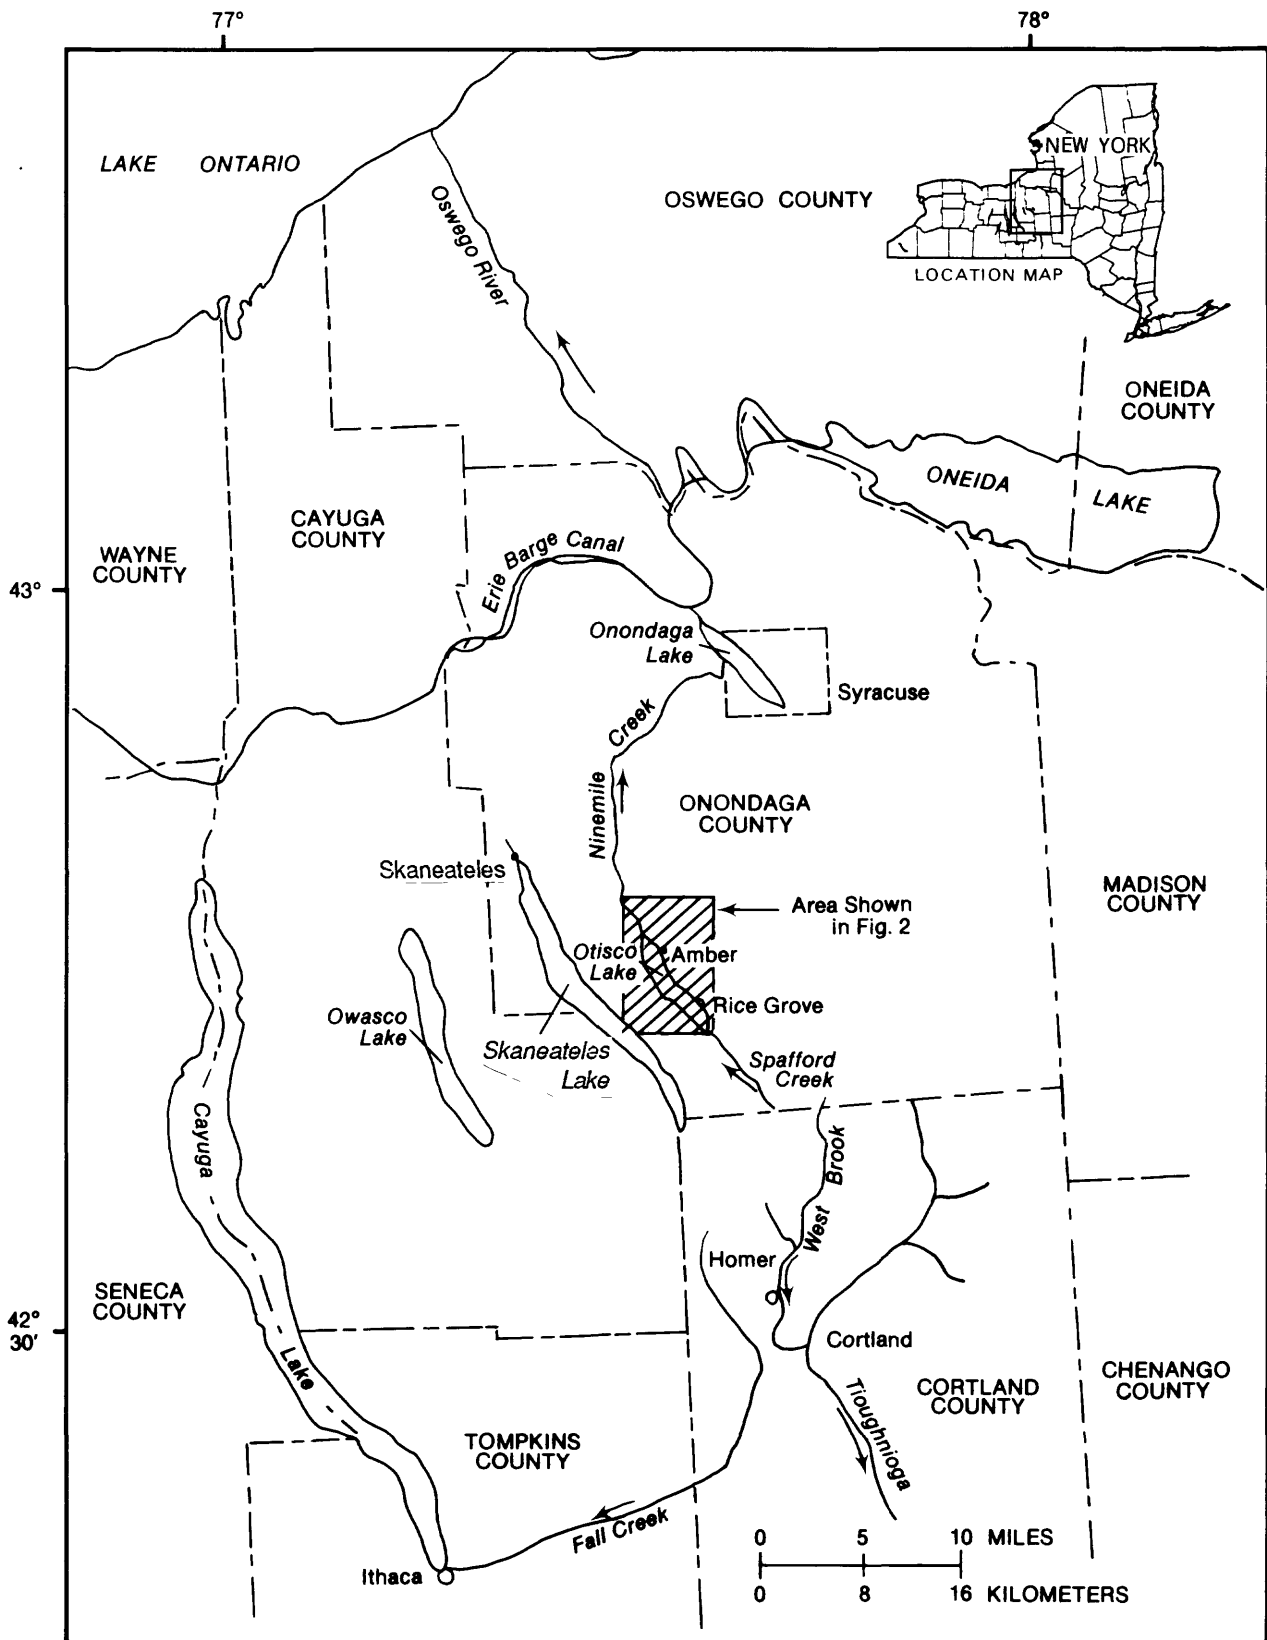 77° 78°
LAKE ONTARIO
Oswego River
OSWEGO COUNTY
NEW YORK
LOCATION MAP
ONEIDA
COUNTY
ONEIDA LAKE
CAYUGA
COUNTY
WAYNE
COUNTY
Erie Barge Canal
43°
Onondaga
Lake
Syracuse
Ninemile Creek
ONONDAGA
COUNTY
Skaneateles
MADISON
COUNTY
Area Shown
in Fig. 2
Otisco
Lake
Amber
Rice Grove
Owasco
Lake
Skaneateles
Lake
Spafford
Creek
Cayuga Lake
West Brook
Homer
SENECA
COUNTY
42°
30'
Cortland
CORTLAND
COUNTY
CHENANGO
COUNTY
Tioughnioga
TOMPKINS
COUNTY
Fall Creek
Ithaca
0 5 10 MILES
0 8 16 KILOMETERS